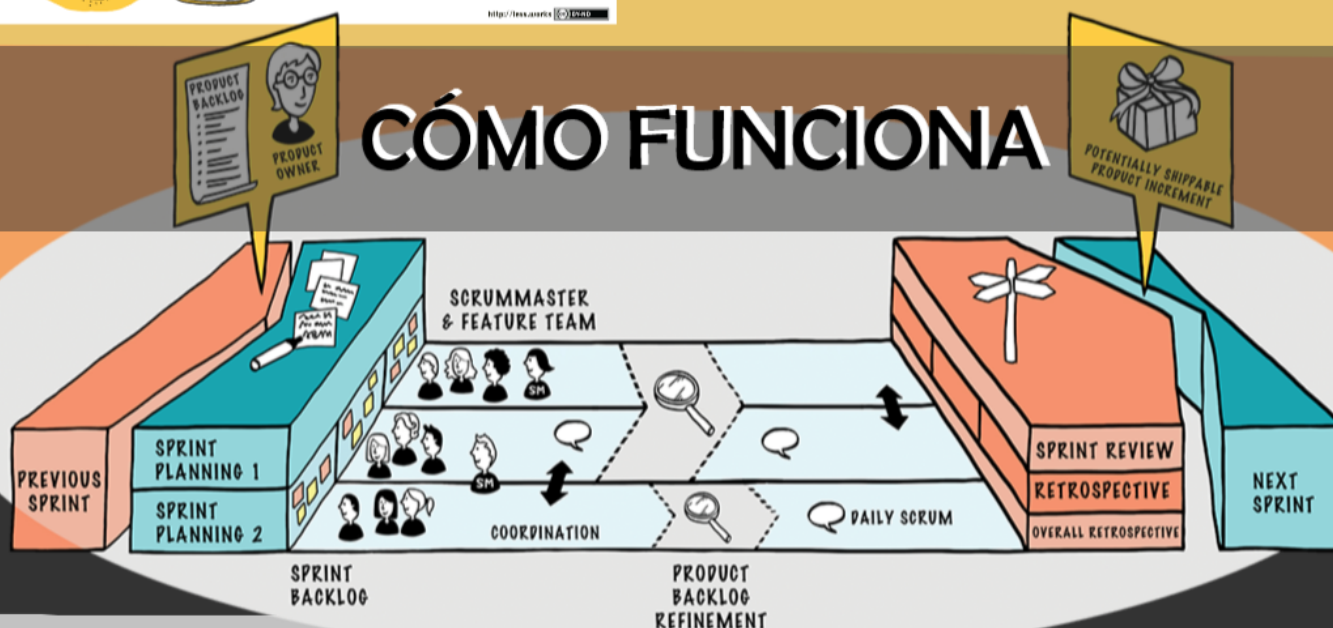 http://less.works
BY-ND
PRODUCT
BACKLOG
PRODUCT
OWNER
CÓMO FUNCIONA
POTENTIALLY SHIPPABLE
PRODUCT INCREMENT
SCRUMMASTER
& FEATURE TEAM
SM
SM
PREVIOUS
SPRINT
SPRINT
PLANNING 1
SPRINT
PLANNING 2
COORDINATION
DAILY SCRUM
SPRINT REVIEW
RETROSPECTIVE
OVERALL RETROSPECTIVE
NEXT
SPRINT
SPRINT
BACKLOG
PRODUCT
BACKLOG
REFINEMENT